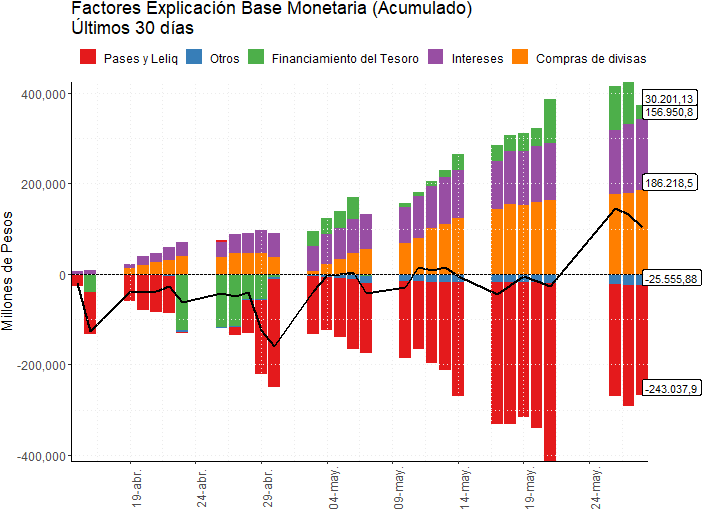 Factores Explicación Base Monetaria (Acumulado)
Últimos 30 días
Pases y Leliq Otros Financiamiento del Tesoro Intereses Compras de divisas
Millones de Pesos
400,000
200,000
0
-200,000
-400,000
30.201,13
156.950,8
186.218,5
-25.555,88
-243.037,9
19-abr.
24-abr.
29-abr.
04-may.
09-may.
14-may.
19-may.
24-may.